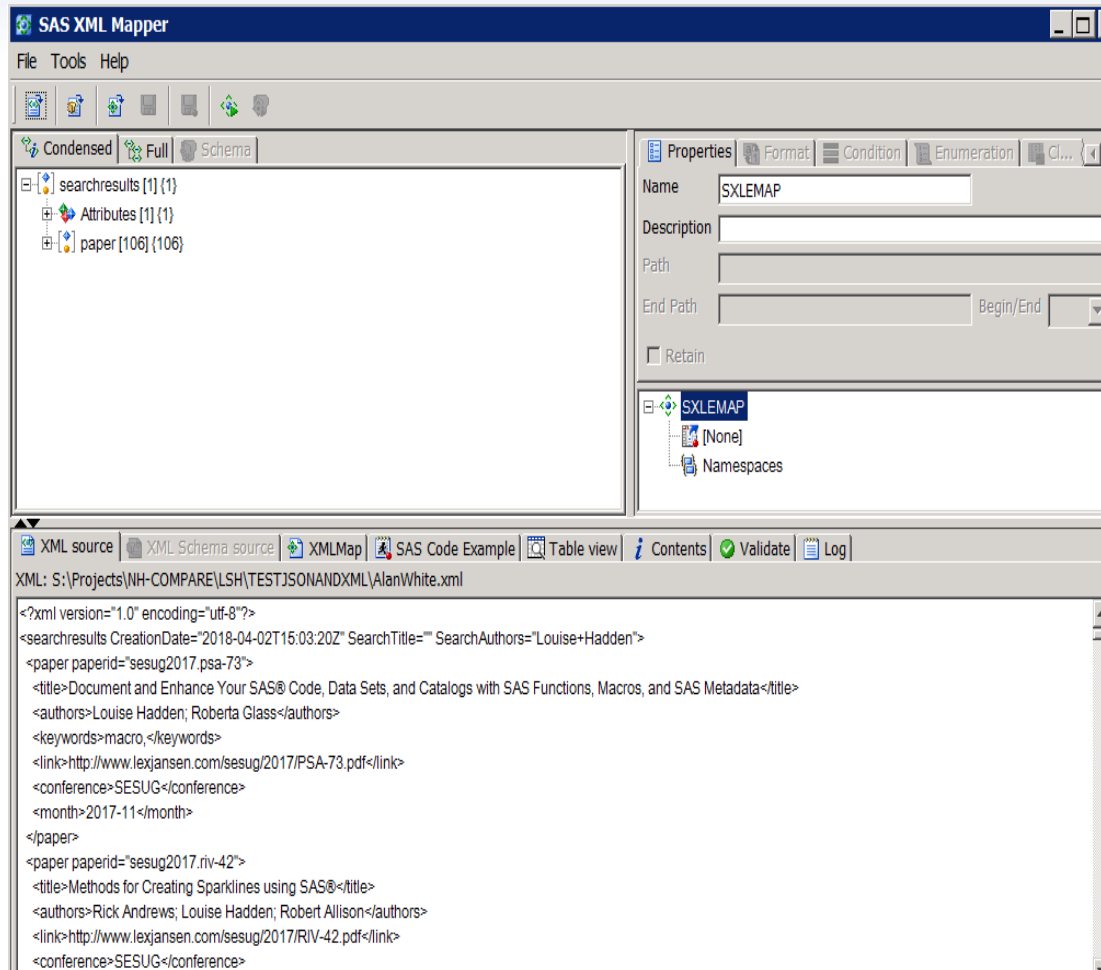 SAS XML Mapper
File Tools Help
Condensed Full Schema
searchresults [1] {1}
Attributes [1] {1}
paper [106] {106}
Properties Format Condition Enumeration Cl...
Name SXLEMAP
Description
Path
End Path Begin/End
Retain
SXLEMAP
[None]
Namespaces
XML source XML Schema source XMLMap SAS Code Example Table view Contents Validate Log
XML: S:\Projects\NH-COMPARE\LSH\TESTJSONANDXML\AlanWhite.xml
<?xml version="1.0" encoding="utf-8"?>
<searchresults CreationDate="2018-04-02T15:03:20Z" SearchTitle="" SearchAuthors="Louise+Hadden">
<paper paperid="sesug2017.psa-73">
<title>Document and Enhance Your SAS® Code, Data Sets, and Catalogs with SAS Functions, Macros, and SAS Metadata</title>
<authors>Louise Hadden; Roberta Glass</authors>
<keywords>macro,</keywords>
<link>http://www.lexjansen.com/sesug/2017/PSA-73.pdf</link>
<conference>SESUG</conference>
<month>2017-11</month>
</paper>
<paper paperid="sesug2017.riv-42">
<title>Methods for Creating Sparklines using SAS®</title>
<authors>Rick Andrews; Louise Hadden; Robert Allison</authors>
<link>http://www.lexjansen.com/sesug/2017/RIV-42.pdf</link>
<conference>SESUG</conference>